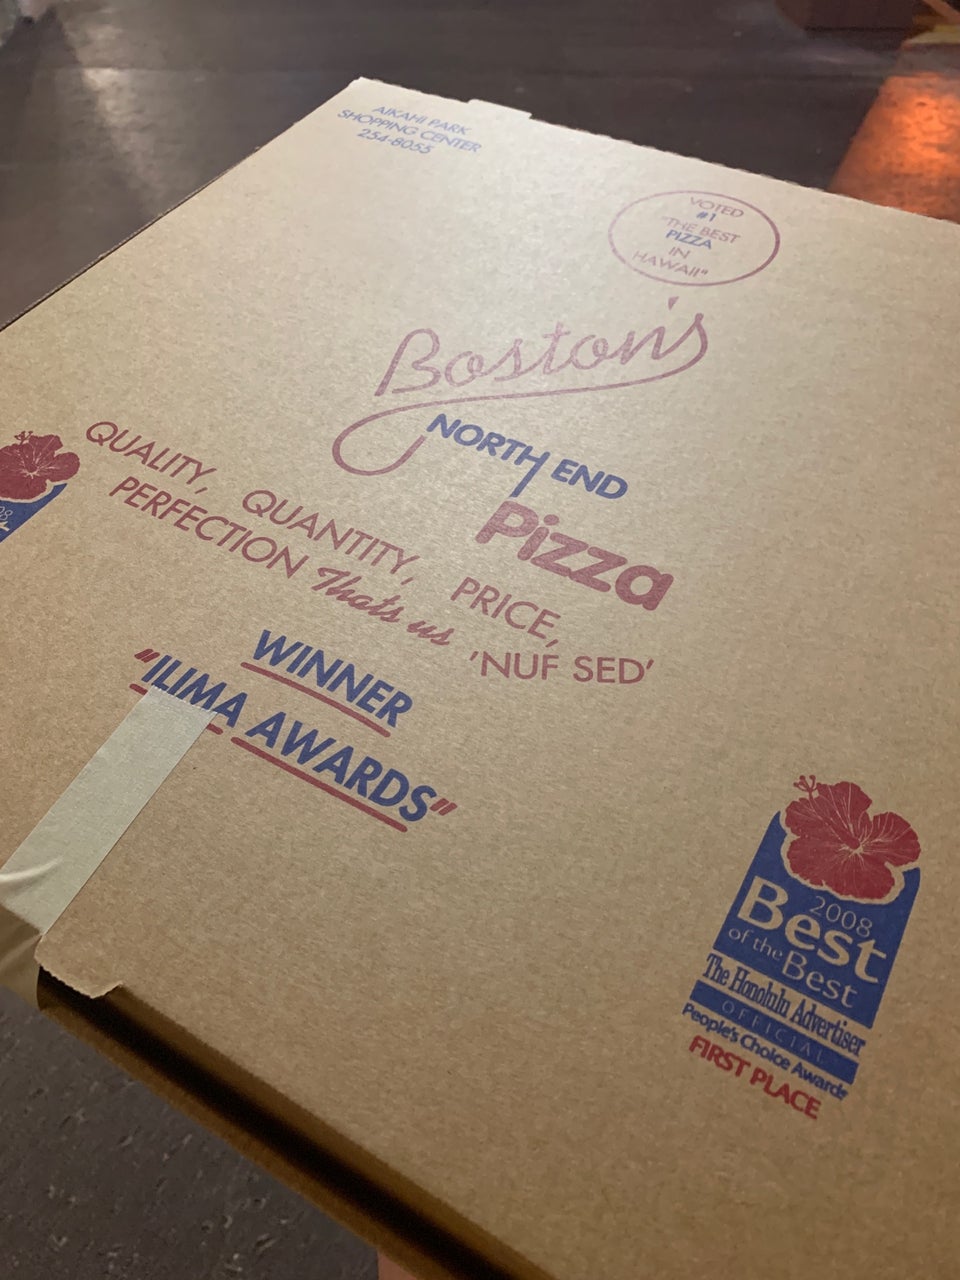 AIKAHI PARK
SHOPPING CENTER
254-8055
VOTED
#1
"THE BEST
PIZZA
IN
HAWAII"
Boston's
NORTH END
Pizza
QUALITY, QUANTITY, PRICE,
PERFECTION Thats us 'NUF SED'
WINNER
"ILIMA AWARDS"
2008
Best
of the Best
The Honolulu Advertiser
OFFICIAL
People's Choice Awards
FIRST PLACE